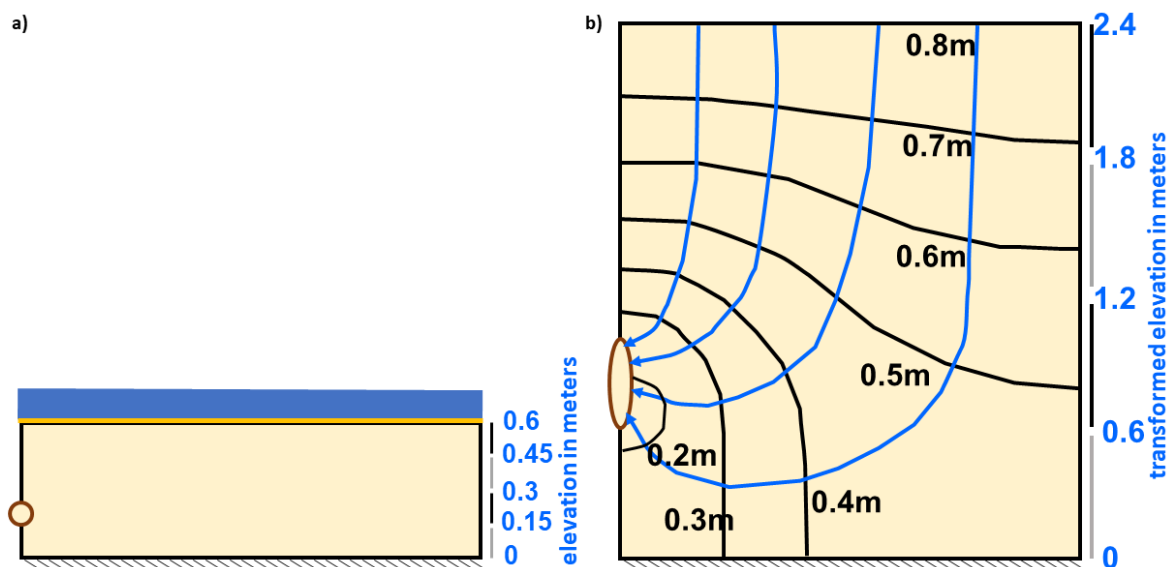 a)
0.6
0.45
0.3
0.15
0
elevation in meters
b)
2.4
0.8m
0.7m
1.8
0.6m
1.2
0.5m
0.6
0.2m
0.4m
0.3m
0
transformed elevation in meters